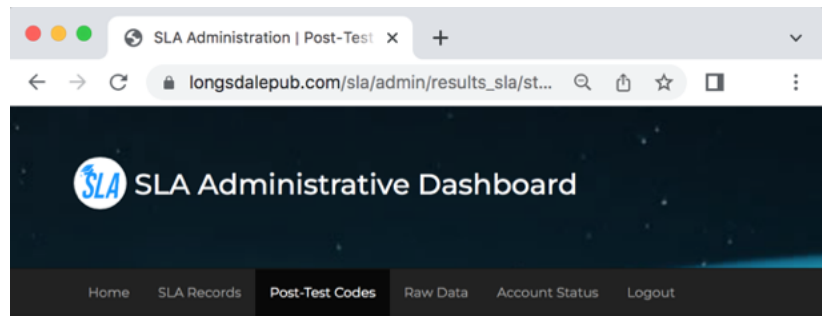 SLA Administration | Post-Test
longsdalepub.com/sla/admin/results_sla/st...
SLA SLA Administrative Dashboard
Home SLA Records Post-Test Codes Raw Data Account Status Logout